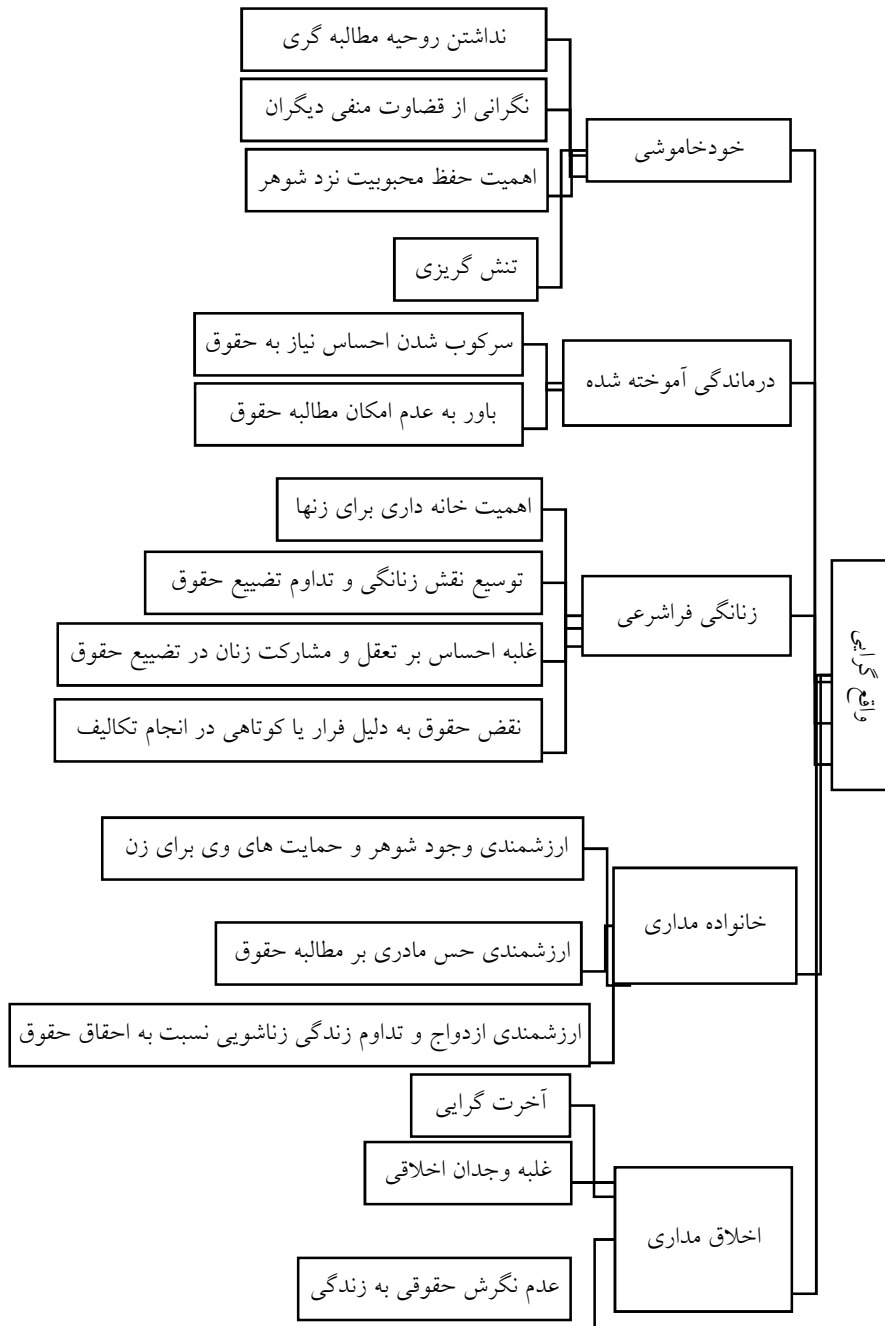 واقع گرایی
خودخاموشی
نداشتن روحیه مطالبه گری
نگرانی از قضاوت منفی دیگران
اهمیت حفظ محبوبیت نزد شوهر
تنش گریزی
درماندگی آموخته شده
سرکوب شدن احساس نیاز به حقوق
باور به عدم امکان مطالبه حقوق
زنانگی فراشرعی
اهمیت خانه داری برای زنها
توسیع نقش زنانگی و تداوم تضییع حقوق
غلبه احساس بر تعقل و مشارکت زنان در تضییع حقوق
نقض حقوق به دلیل فرار یا کوتاهی در انجام تکالیف
خانواده مداری
ارزشمندی وجود شوهر و حمایت های وی برای زن
ارزشمندی حس مادری بر مطالبه حقوق
ارزشمندی ازدواج و تداوم زندگی زناشویی نسبت به احقاق حقوق
اخلاق مداری
آخرت گرایی
غلبه وجدان اخلاقی
عدم نگرش حقوقی به زندگی